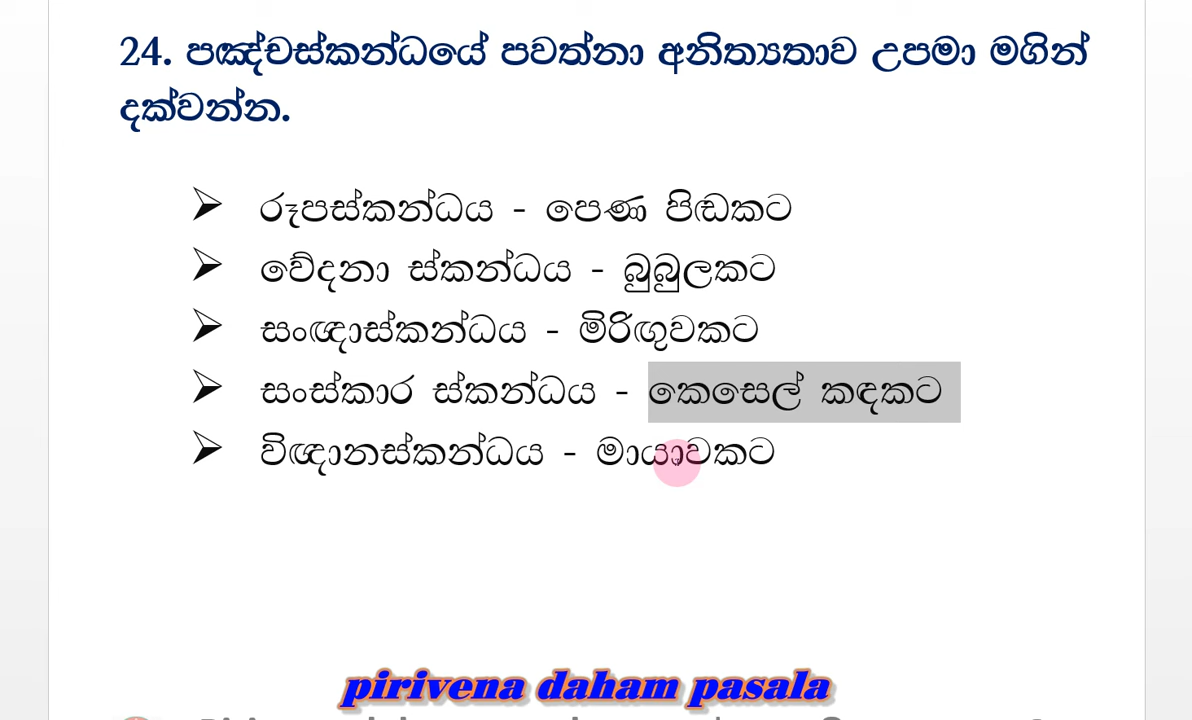 24. පඤ්චස්කන්ධයේ පවත්නා අනිත්‍යතාව උපමා මගින්
දක්වන්න.
➢ රූපස්කන්ධය - පෙණ පිඬකට
➢ වේදනා ස්කන්ධය - බුබුලකට
➢ සංඥාස්කන්ධය - මිරිඟුවකට
➢ සංස්කාර ස්කන්ධය - කෙසෙල් කඳකට
➢ විඥානස්කන්ධය - මායාවකට
pirivena daham pasala